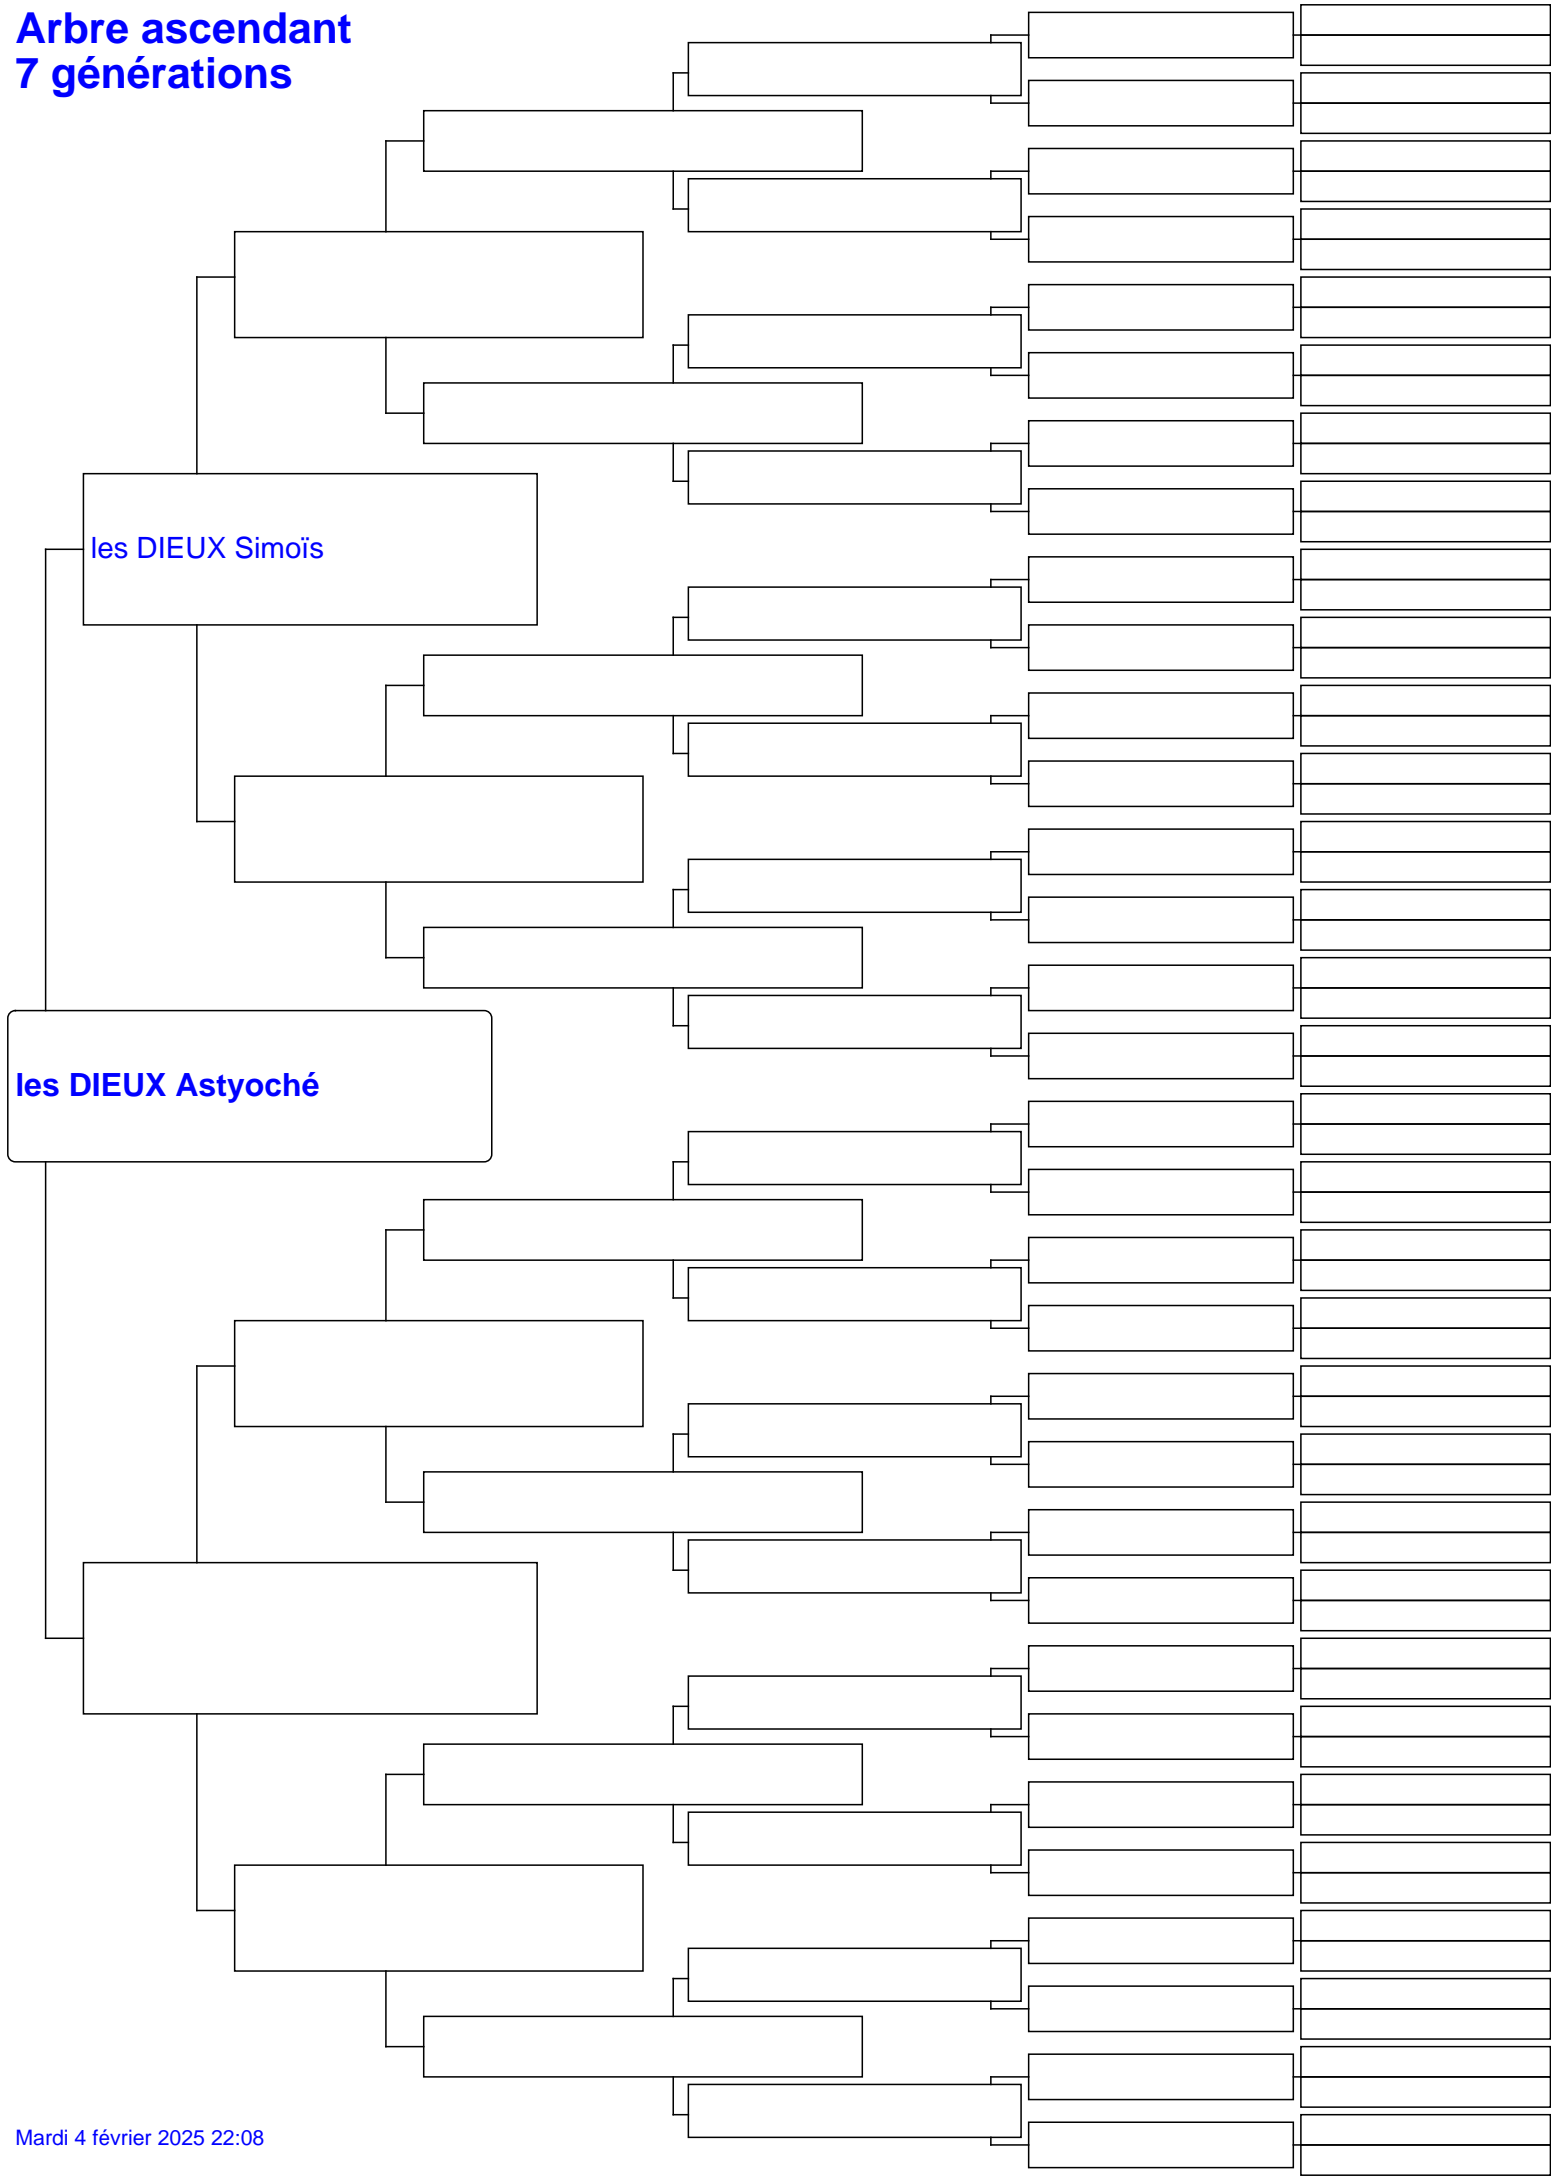 Arbre ascendant
7 générations
les DIEUX Simoïs
les DIEUX Astyoché
Mardi 4 février 2025 22:08